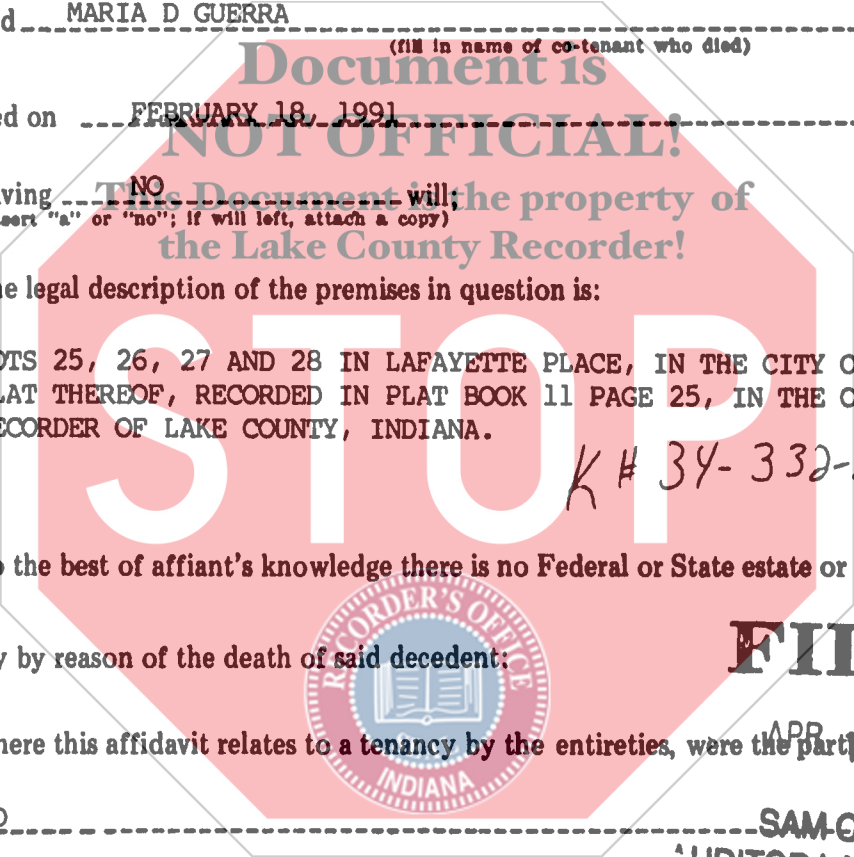 d MARIA D GUERRA
(fill in name of co-tenant who died)
Document is
ed on FEBRUARY 18, 1991
NOT OFFICIAL!
ving NO will;
This Document is the property of
sert "a" or "no"; if will left, attach a copy)
the Lake County Recorder!
e legal description of the premises in question is:
STOP
OTS 25, 26, 27 AND 28 IN LAFAYETTE PLACE, IN THE CITY O
LAT THEREOF, RECORDED IN PLAT BOOK 11 PAGE 25, IN THE O
ECORDER OF LAKE COUNTY, INDIANA.
K # 34-332-
o the best of affiant's knowledge there is no Federal or State estate or
RECORDER'S OFFICE
FIL
y by reason of the death of said decedent:
here this affidavit relates to a tenancy by the entireties, were the part
APR
INDIANA
O
SAM O
AUDITOR